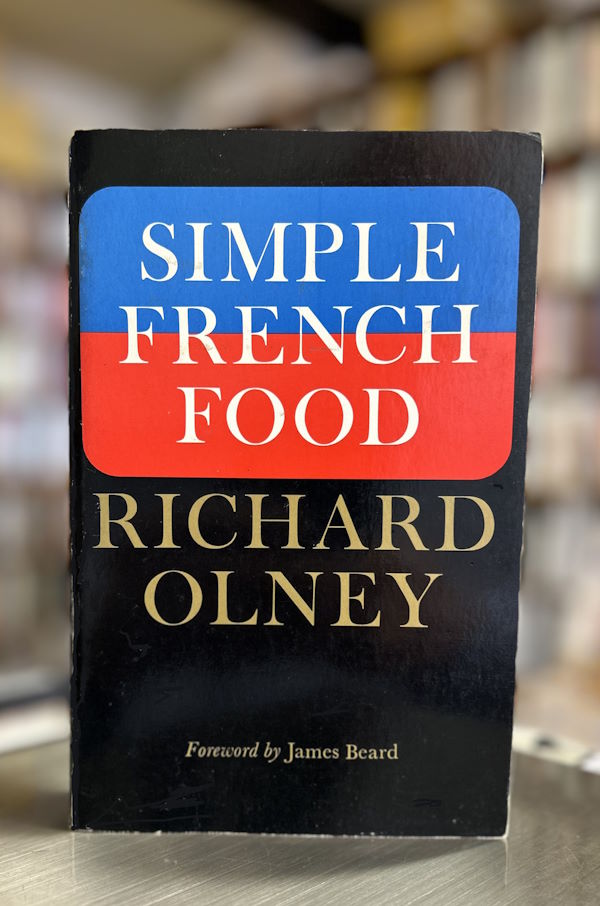 SIMPLE
FRENCH
FOOD
RICHARD
OLNEY
Foreword by James Beard